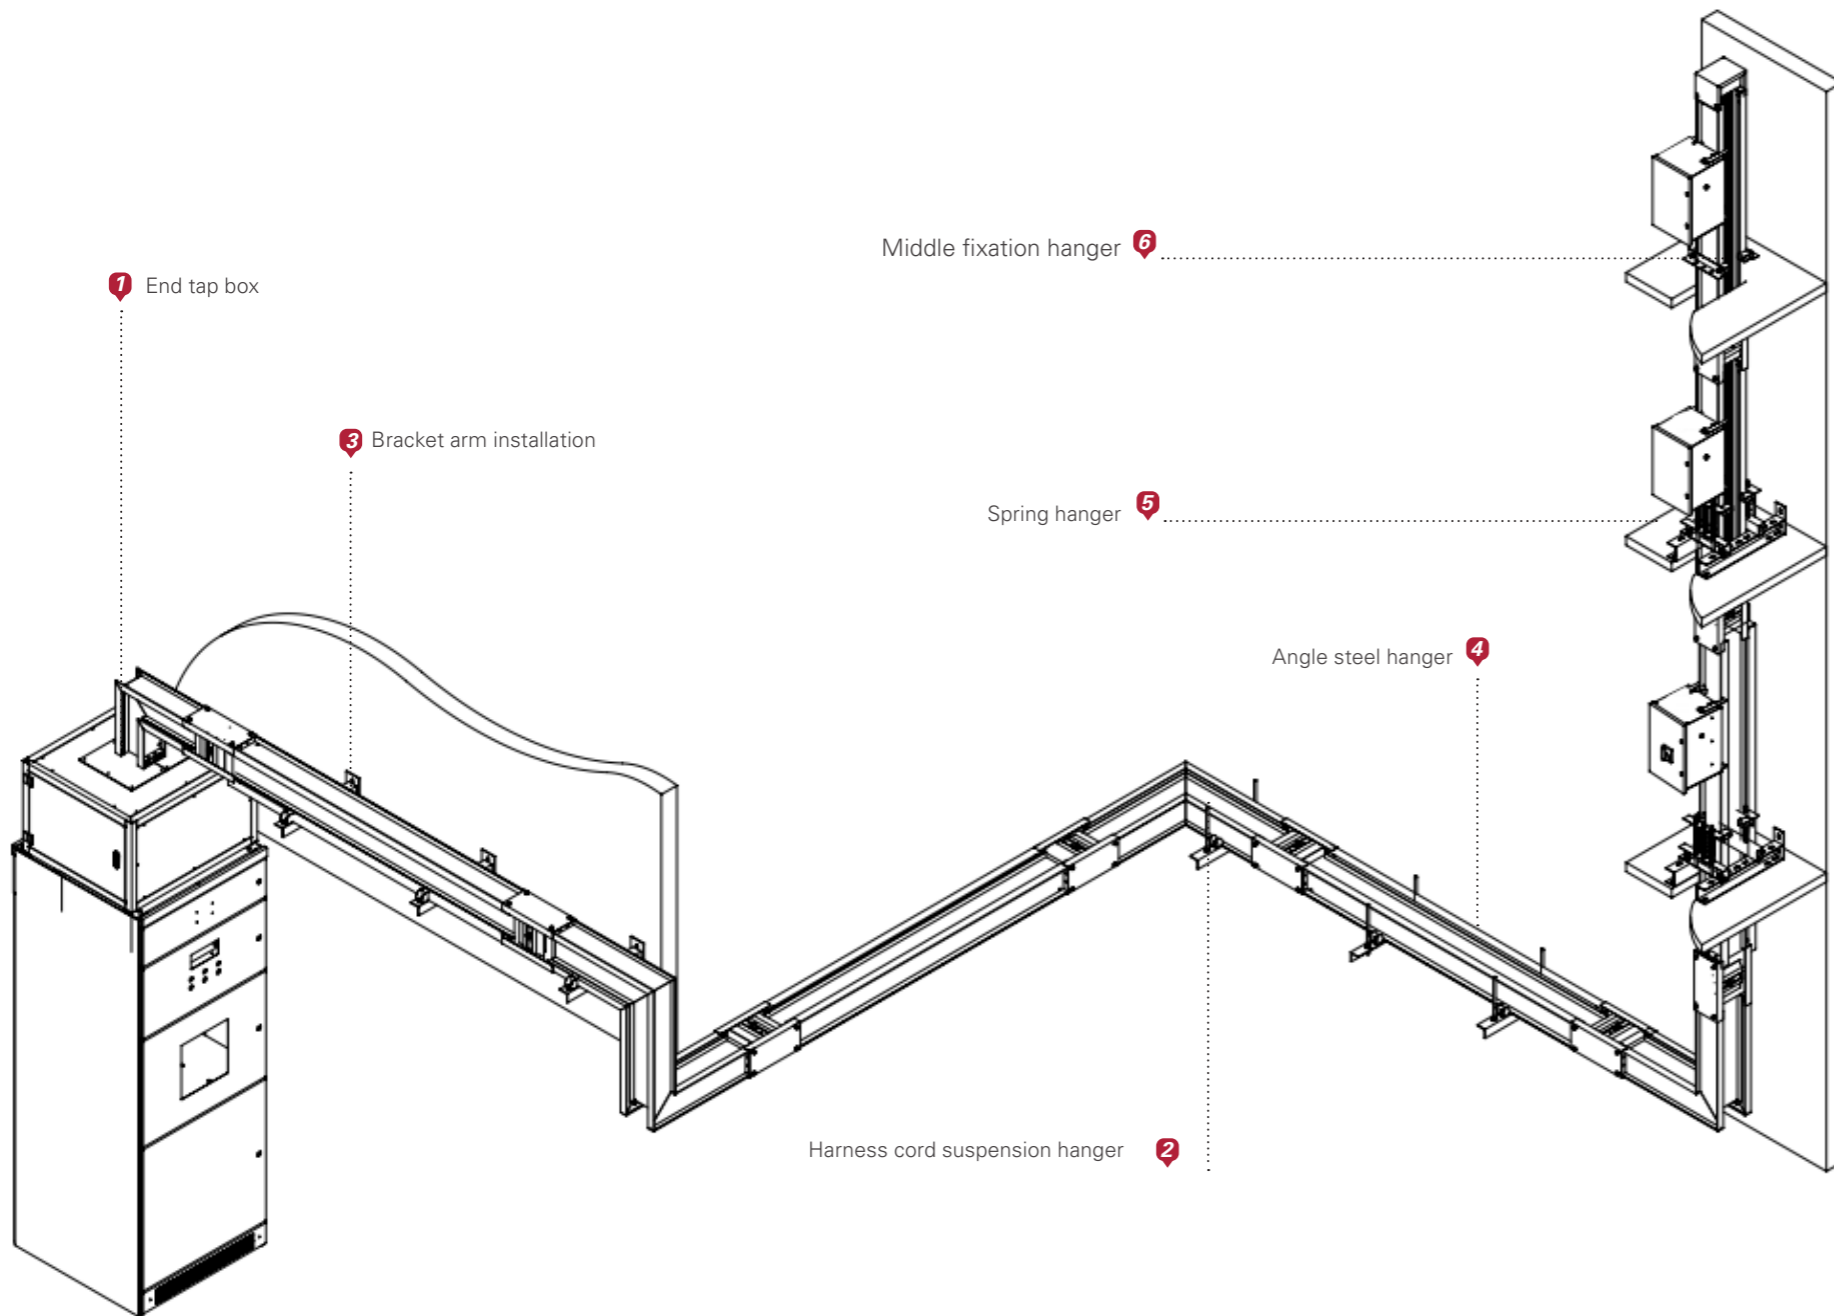 Middle fixation hanger 6
1 End tap box
3 Bracket arm installation
Spring hanger 5
Angle steel hanger 4
Harness cord suspension hanger 2